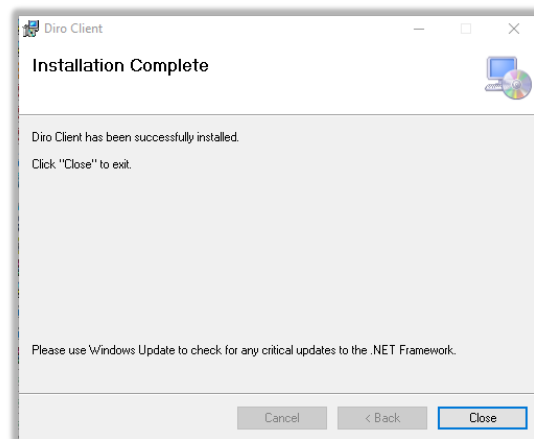 Diro Client
Installation Complete
Diro Client has been successfully installed.
Click "Close" to exit.
Please use Windows Update to check for any critical updates to the .NET Framework.
Cancel
< Back
Close